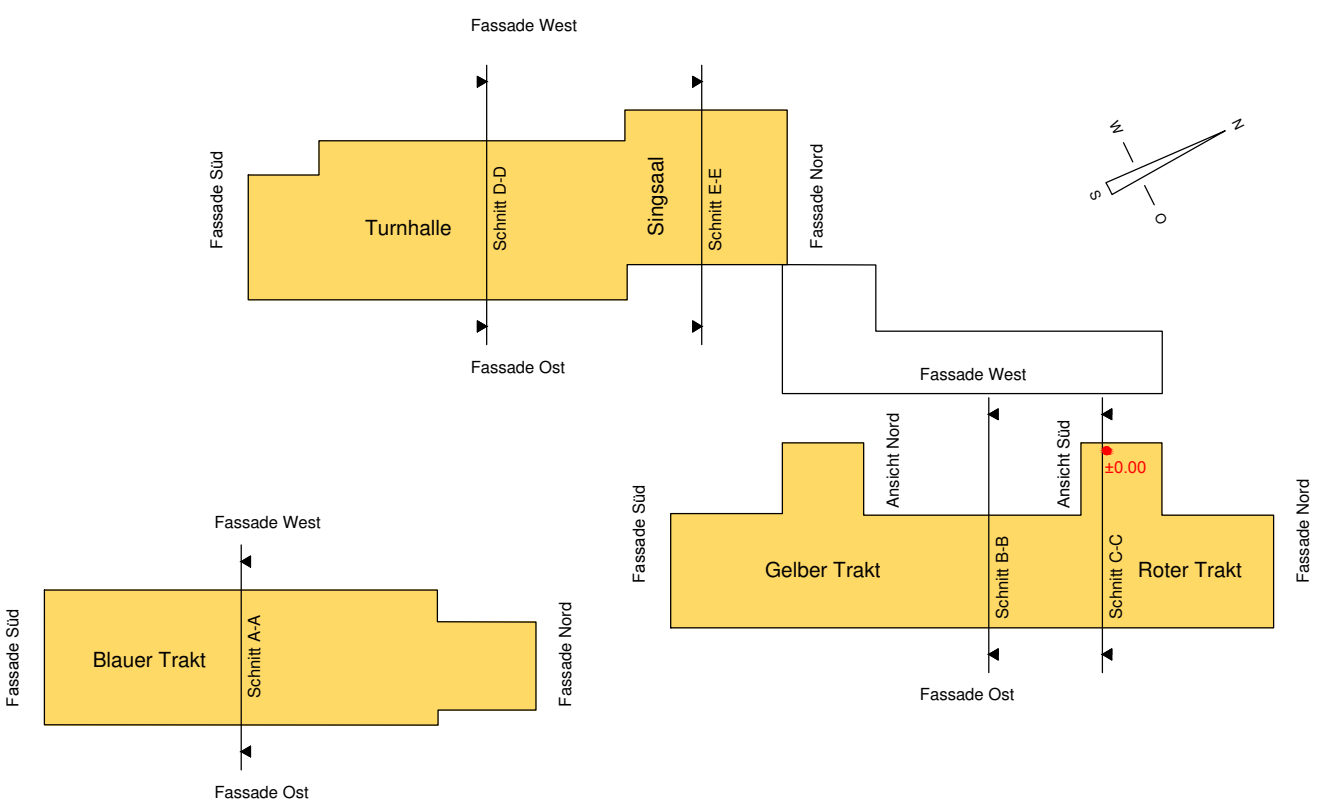 Fassade West
Fassade Süd
Turnhalle
Schnitt D-D
Singsaal
Schnitt E-E
Fassade Nord
Fassade Ost
W
N
S
O
Fassade West
Fassade Süd
Ansicht Nord
Ansicht Süd
±0.00
Gelber Trakt
Schnitt B-B
Schnitt C-C
Roter Trakt
Fassade Nord
Fassade Ost
Fassade West
Fassade Süd
Blauer Trakt
Schnitt A-A
Fassade Nord
Fassade Ost